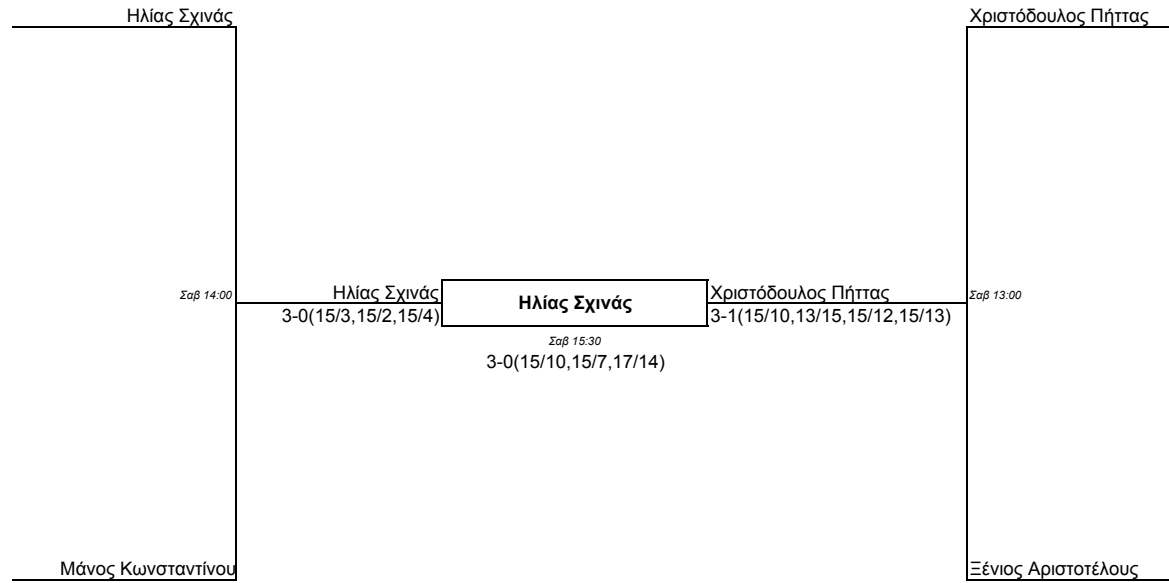 Ηλίας Σχινάς
Χριστόδουλος Πήττας
Σαβ 14:00
Ηλίας Σχινάς
3-0(15/3,15/2,15/4)
Ηλίας Σχινάς
Σαβ 15:30
3-0(15/10,15/7,17/14)
Χριστόδουλος Πήττας
3-1(15/10,13/15,15/12,15/13)
Σαβ 13:00
Μάνος Κωνσταντίνου
Ξένιος Αριστοτέλους